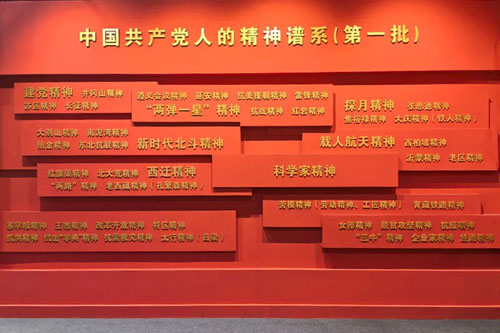 中国共产党人的精神谱系(第一批)
建党精神 井冈山精神
苏区精神 长征精神
遵义会议精神 延安精神 抗美援朝精神 雷锋精神
“两弹一星”精神 抗战精神 红岩精神
探月精神 张思德精神
焦裕禄精神 大庆精神(铁人精神)
大别山精神 南泥湾精神
照金精神 东北抗联精神
新时代北斗精神
载人航天精神 西柏坡精神
沂蒙精神 老区精神
红旗渠精神 北大荒精神 西迁精神
“两路”精神 老西藏精神(孔繁森精神)
科学家精神
劳模精神(劳动精神、工匠精神) 青藏铁路精神
塞罕坝精神 王杰精神 改革开放精神 特区精神
抗洪精神 抗击“非典”精神 抗震救灾精神 太行精神(吕梁)
女排精神 脱贫攻坚精神 抗疫精神
“三牛”精神 企业家精神 丝路精神